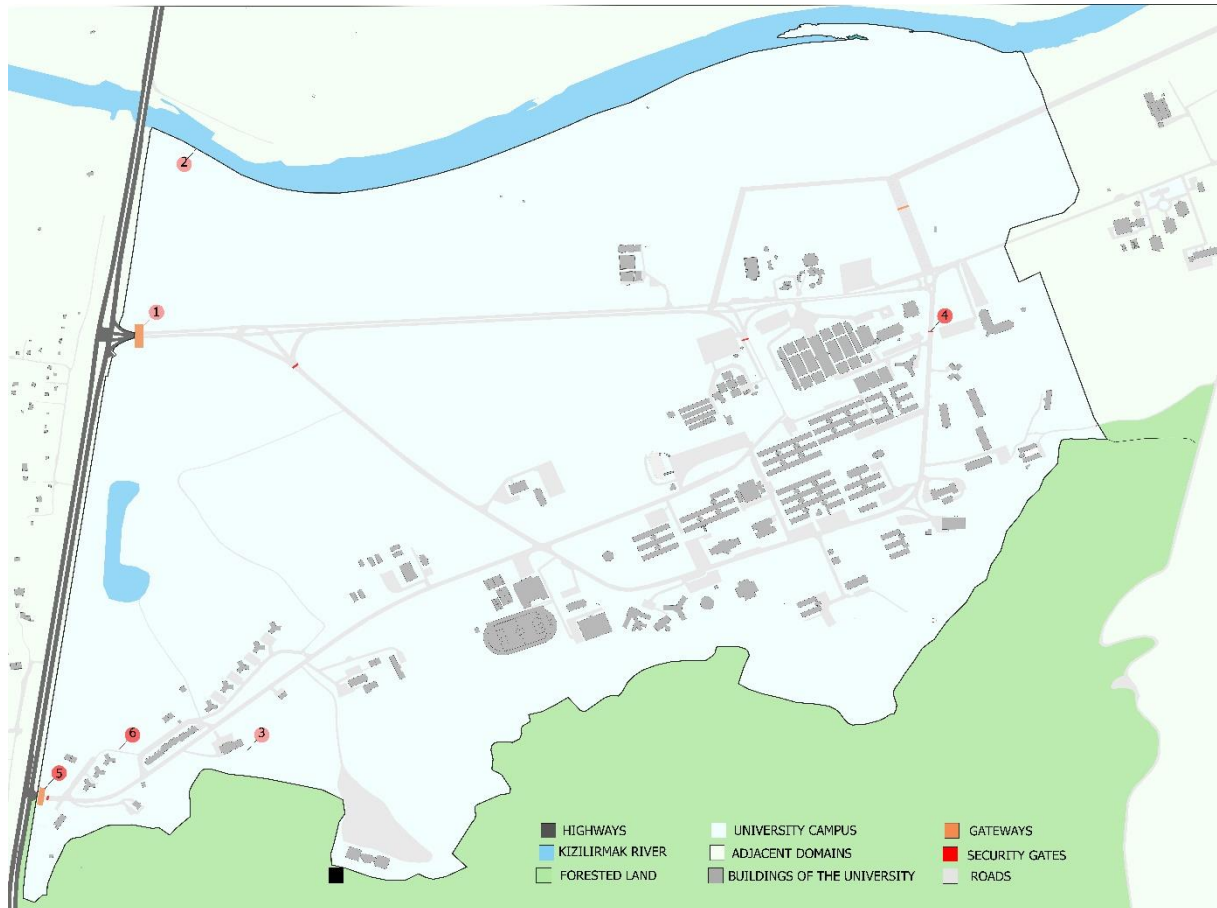 2
1
4
6
3
5
HIGHWAYS
UNIVERSITY CAMPUS
GATEWAYS
KIZILIRMAK RIVER
ADJACENT DOMAINS
SECURITY GATES
FORESTED LAND
BUILDINGS OF THE UNIVERSITY
ROADS